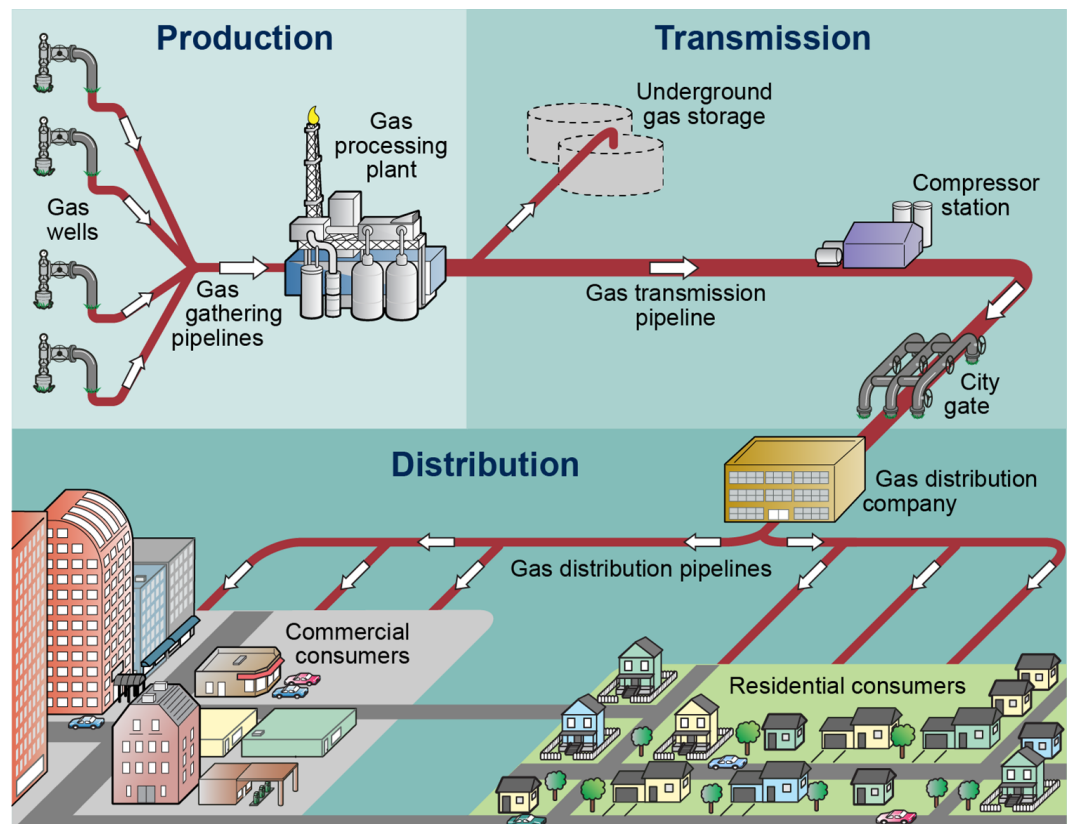 Production
Transmission
Gas
wells
Gas
gathering
pipelines
Gas
processing
plant
Underground
gas storage
Compressor
station
Gas transmission
pipeline
City
gate
Distribution
Gas distribution
company
Gas distribution pipelines
Commercial
consumers
Residential consumers